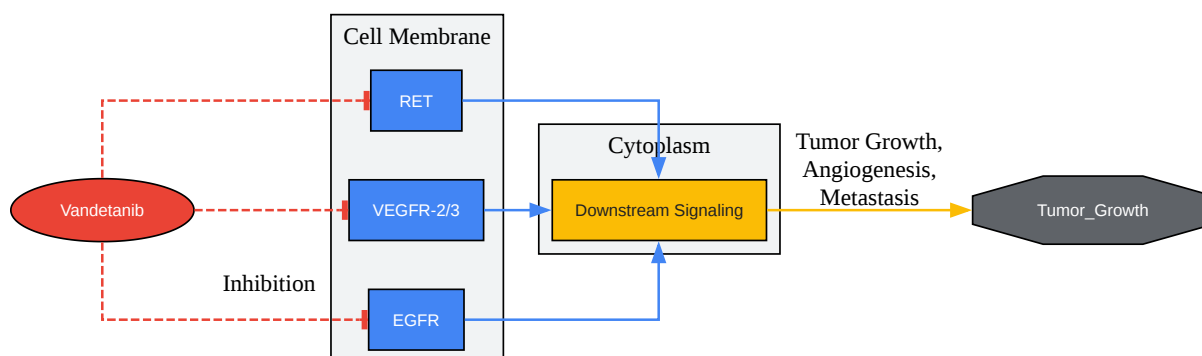 Cell Membrane
RET
Cytoplasm
Tumor Growth,
Angiogenesis,
Metastasis
Vandetanib
VEGFR-2/3
Downstream Signaling
Tumor_Growth
Inhibition
EGFR